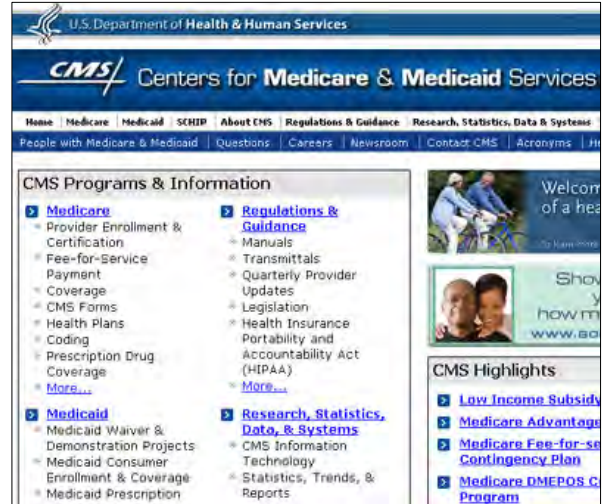 U.S. Department of Health & Human Services
CMS Centers for Medicare & Medicaid Services
Home Medicare Medicaid SCHIP About CMS Regulations & Guidance Research, Statistics, Data & Systems
People with Medicare & Medicaid Questions Careers Newsroom Contact CMS Acronyms
CMS Programs & Information
Medicare
Provider Enrollment &
Certification
Fee-for-Service
Payment
Coverage
CMS Forms
Health Plans
Coding
Prescription Drug
Coverage
More...
Medicaid
Medicaid Waiver &
Demonstration Projects
Medicaid Consumer
Enrollment & Coverage
Medicaid Prescription
Regulations &
Guidance
Manuals
Transmittals
Quarterly Provider
Updates
Legislation
Health Insurance
Portability and
Accountability Act
(HIPAA)
More...
Research, Statistics,
Data, & Systems
CMS Information
Technology
Statistics, Trends, &
Reports
Welcom
of a hea
Show
y
how m
CMS Highlights
Low Income Subsidy
Medicare Advantage
Medicare Fee-for-se
Contingency Plan
Medicare DMEPOS C
Program